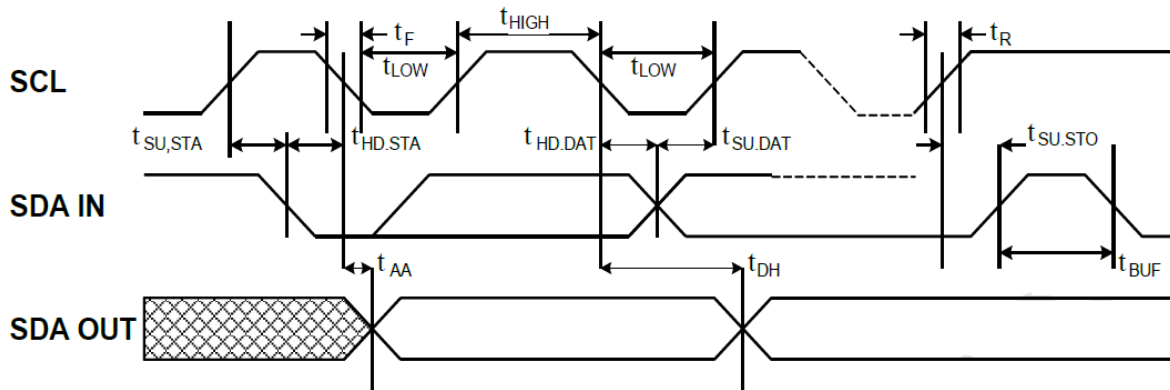 tHIGH
tF
tR
tLOW
tLOW
SCL
tSU,STA
tHD.STA
tHD.DAT
tSU.DAT
tSU.STO
SDA IN
tAA
tDH
tBUF
SDA OUT